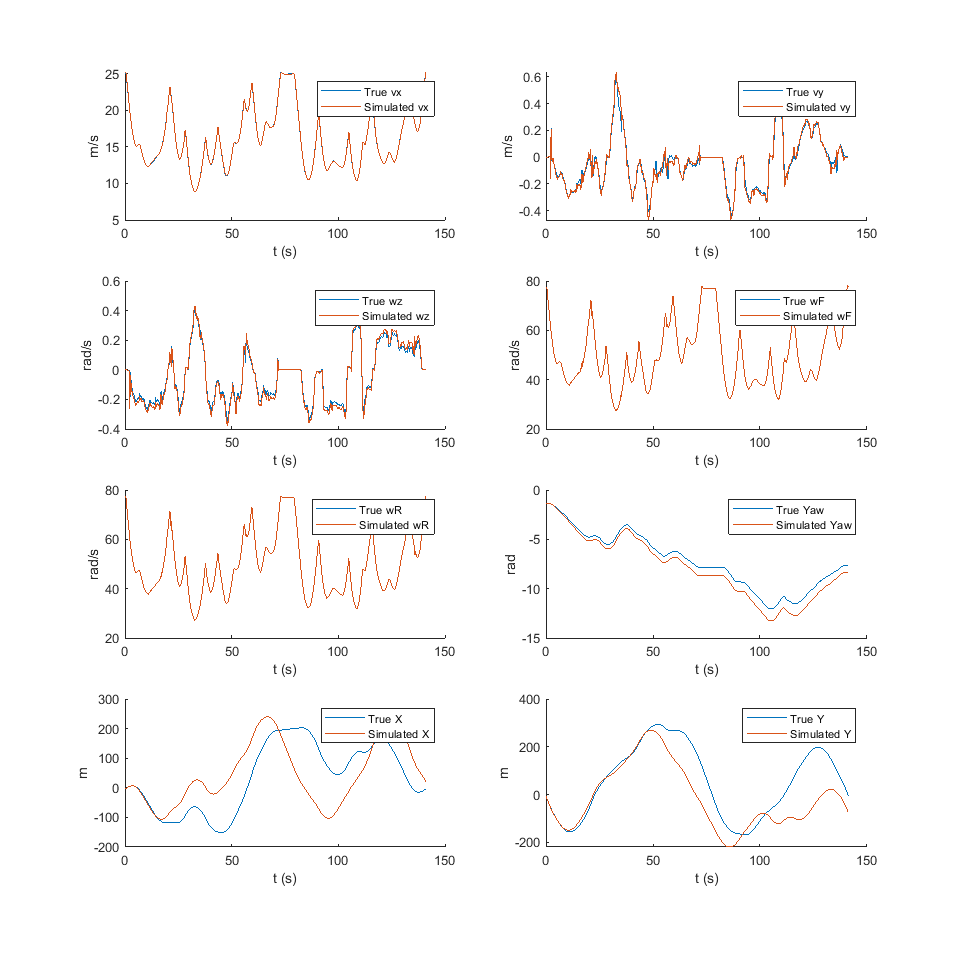 25
20
15
10
5
m/s
0
50
100
150
t (s)
True vx
Simulated vx
0.6
0.4
0.2
0
-0.2
-0.4
m/s
0
50
100
150
t (s)
True vy
Simulated vy
0.6
0.4
0.2
0
-0.2
-0.4
rad/s
0
50
100
150
t (s)
True wz
Simulated wz
80
60
40
20
rad/s
0
50
100
150
t (s)
True wF
Simulated wF
80
60
40
20
rad/s
0
50
100
150
t (s)
True wR
Simulated wR
0
-5
-10
-15
rad
0
50
100
150
t (s)
True Yaw
Simulated Yaw
300
200
100
0
-100
-200
m
0
50
100
150
t (s)
True X
Simulated X
400
200
0
-200
m
0
50
100
150
t (s)
True Y
Simulated Y